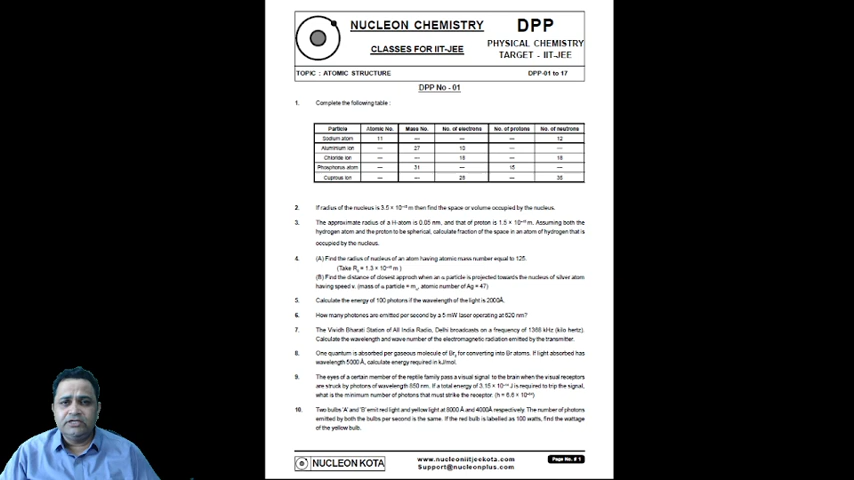 NUCLEON CHEMISTRY
CLASSES FOR IIT-JEE
DPP
PHYSICAL CHEMISTRY
TARGET - IIT-JEE
TOPIC : ATOMIC STRUCTURE DPP-01 to 17
DPP No - 01
1. Complete the following table :
Particle Atomic No. Mass No. No. of electrons No. of protons No. of neutrons
Sodium atom 11 — — — 12
Aluminium ion — 27 10 — —
Chloride ion — — 18 — 18
Phosphorus atom — 31 — 15 —
Cuprous ion — — 28 — 35
2. If radius of the nucleus is 3.5 × 10 m then find the space or volume occupied by the nucleus.
3. The approximate radius of a H-atom is 0.05 nm, and that of proton is 1.5 × 10 m. Assuming both the
hydrogen atom and the proton to be spherical, calculate fraction of the space in an atom of hydrogen that is
occupied by the nucleus.
4. (A) Find the radius of nucleus of an atom having atomic mass number equal to 125.
(Take R = 1.3 × 10 m )
(B) Find the distance of closest approch when an α particle is projected towards the nucleus of silver atom
having speed v. (mass of α particle = m, atomic number of Ag = 47)
5. Calculate the energy of 100 photons if the wavelength of the light is 2000Å.
6. How many photons are emitted per second by a 5 mW laser operating at 620 nm?
7. The Vividh Bharati Station of All India Radio, Delhi broadcasts on a frequency of 1368 kHz (kilo hertz).
Calculate the wavelength and wave number of the electromagnetic radiation emitted by the transmitter.
8. One quantum is absorbed per gaseous molecule of Br₂ for converting into Br atoms. If light absorbed has
wavelength 5000 Å, calculate energy required in kJ/mol.
9. The eyes of a certain member of the reptile family pass a visual signal to the brain when the visual receptors
are struck by photons of wavelength 850 nm. If a total energy of 3.15 × 10 J is required to trip the signal,
what is the minimum number of photons that must strike the receptor. (h = 6.6 × 10)
10. Two bulbs 'A' and 'B' emit red light and yellow light at 8000 Å and 4000Å respectively. The number of photons
emitted by both the bulbs per second is the same. If the red bulb is labelled as 100 watts, find the wattage
of the yellow bulb.
NUCLEON KOTA
www.nucleoniitjeekota.com
Support@nucleonplus.com
Page No. # 1